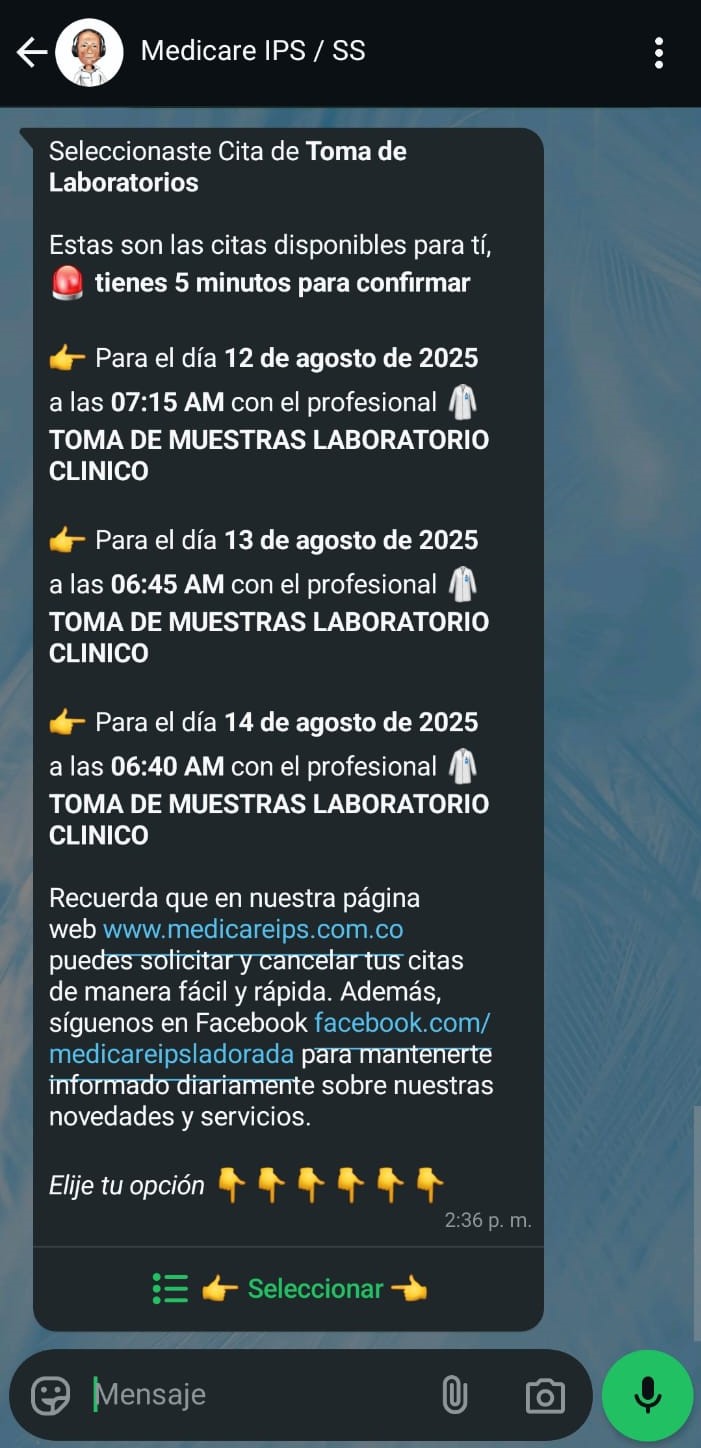 Medicare IPS / SS
Seleccionaste Cita de Toma de
Laboratorios
Estas son las citas disponibles para tí,
🚨 tienes 5 minutos para confirmar
👉 Para el día 12 de agosto de 2025
a las 07:15 AM con el profesional 🥼
TOMA DE MUESTRAS LABORATORIO
CLINICO
👉 Para el día 13 de agosto de 2025
a las 06:45 AM con el profesional 🥼
TOMA DE MUESTRAS LABORATORIO
CLINICO
👉 Para el día 14 de agosto de 2025
a las 06:40 AM con el profesional 🥼
TOMA DE MUESTRAS LABORATORIO
CLINICO
Recuerda que en nuestra página
web www.medicareips.com.co
puedes solicitar y cancelar tus citas
de manera fácil y rápida. Además,
síguenos en Facebook facebook.com/
medicareipsladorada para mantenerte
informado diariamente sobre nuestras
novedades y servicios.
Elije tu opción 👇👇👇👇👇👇
2:36 p. m.
👉 Seleccionar 👈
Mensaje